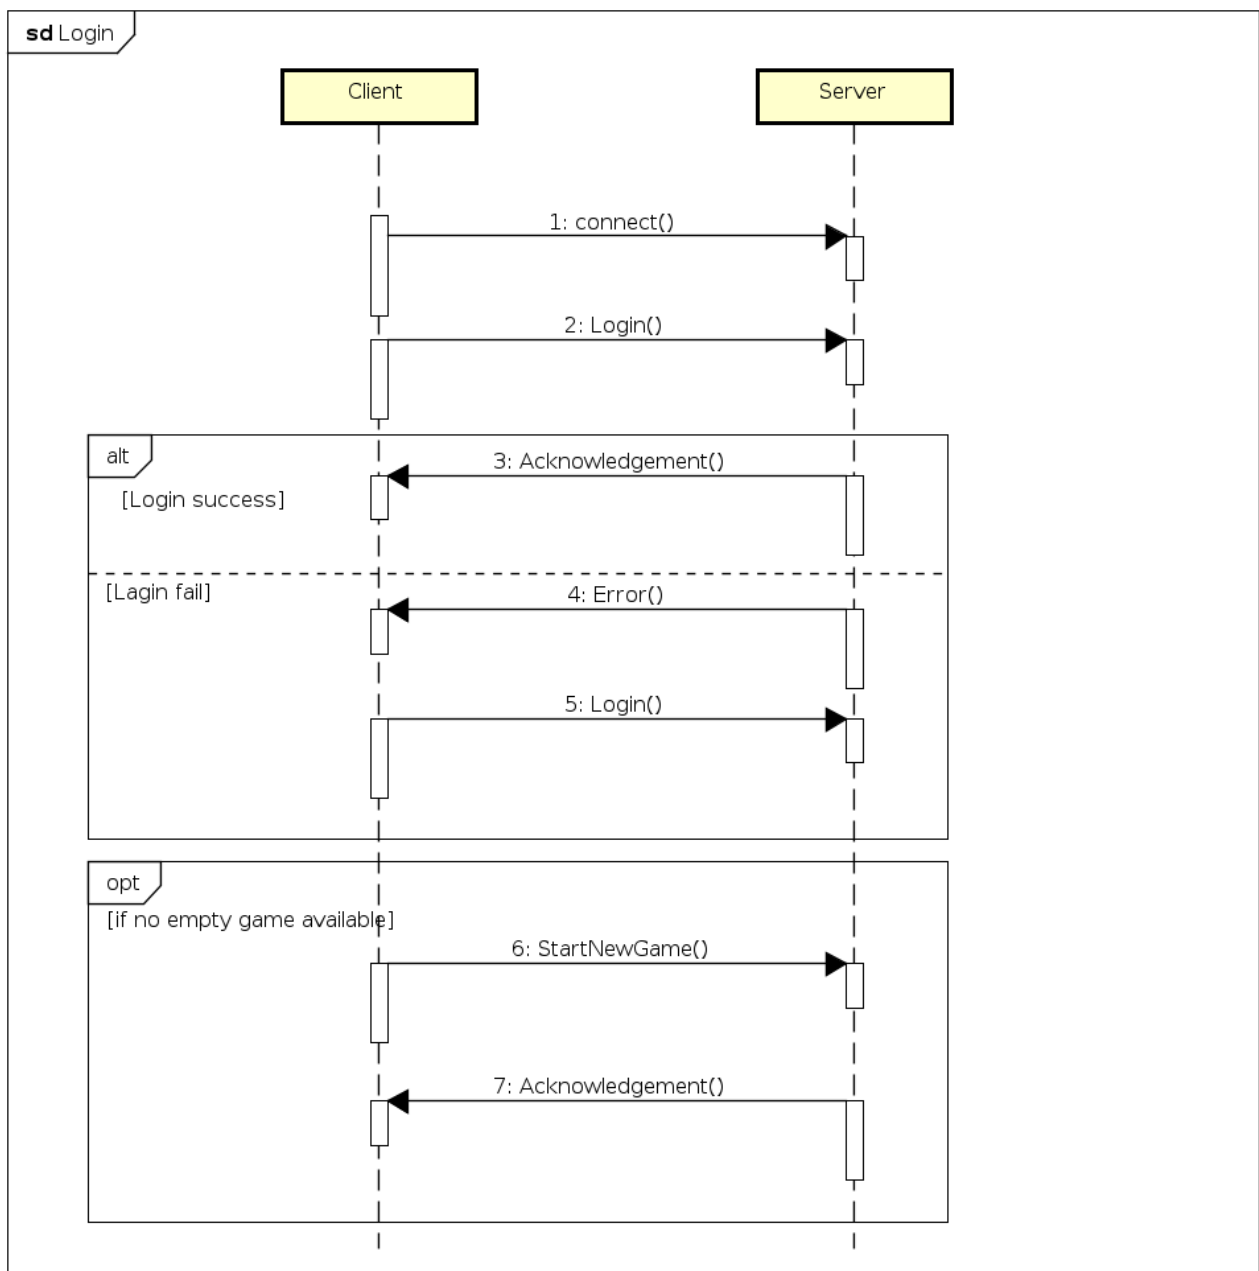 sd Login
Client
Server
1: connect()
2: Login()
alt
3: Acknowledgement()
[Login success]
[Lagin fail]
4: Error()
5: Login()
opt
[if no empty game available]
6: StartNewGame()
7: Acknowledgement()